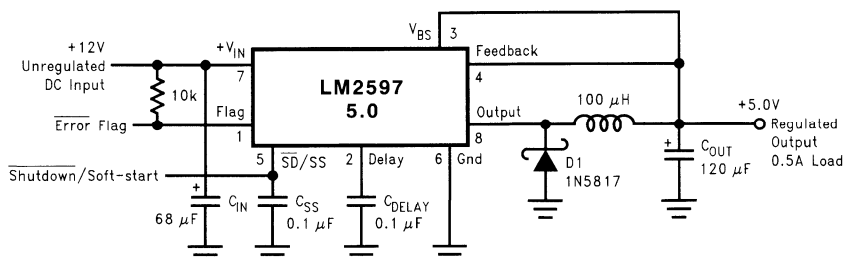 V_BS 3
+12V
Unregulated
DC Input
+V_IN
7
LM2597
5.0
Feedback
4
10k
Flag
1
Error Flag
Output
8
100 μH
+5.0V
Regulated
Output
0.5A Load
+
C_OUT
120 μF
D1
1N5817
5 SD/SS
2 Delay
6 Gnd
Shutdown/Soft-start
+
C_IN
68 μF
C_SS
0.1 μF
C_DELAY
0.1 μF